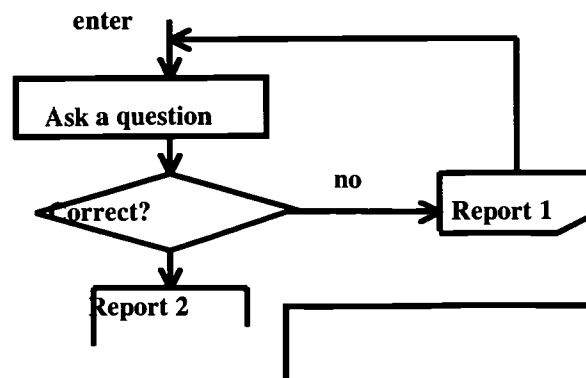 enter
Ask a question
Correct?
no
Report 1
Report 2